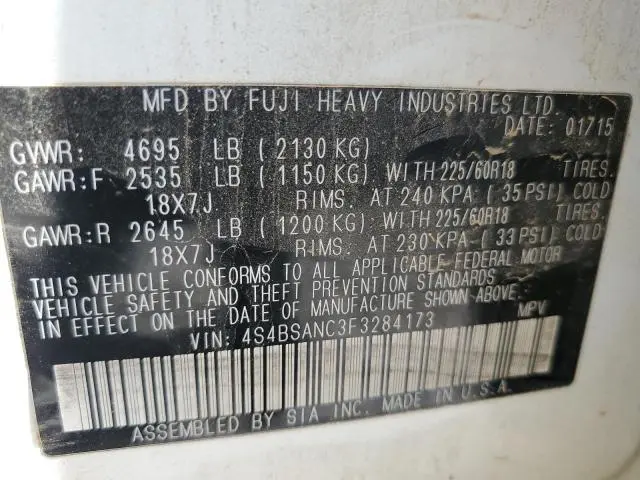 MFD BY FUJI HEAVY INDUSTRIES LTD.
DATE: 01/15
GVWR: 4695 LB ( 2130 KG)
GAWR:F 2535 LB ( 1150 KG) WITH 225/60R18 TIRES.
18X7J RIMS. AT 240 KPA ( 35 PSI) COLD
GAWR:R 2645 LB ( 1200 KG) WITH 225/60R18 TIRES.
18X7J RIMS. AT 230 KPA ( 33 PSI) COLD
THIS VEHICLE CONFORMS TO ALL APPLICABLE FEDERAL MOTOR
VEHICLE SAFETY AND THEFT PREVENTION STANDARDS
IN EFFECT ON THE DATE OF MANUFACTURE SHOWN ABOVE.
VIN: 4S4BSANC3F3284173 MPV
ASSEMBLED BY SIA INC. MADE IN U.S.A.